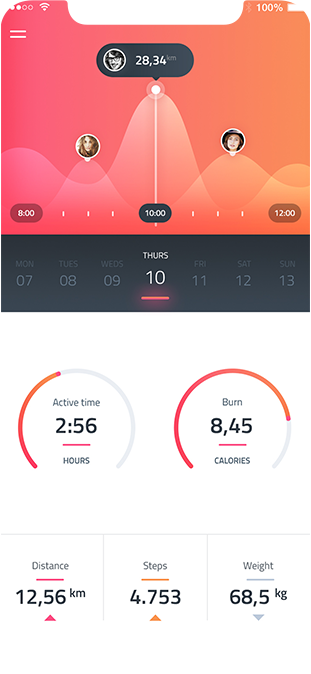 100%
28,34 km
8:00 10:00 12:00
MON TUES WEDS THURS FRI SAT SUN
07 08 09 10 11 12 13
Active time
2:56
HOURS
Burn
8,45
CALORIES
Distance
12,56 km
Steps
4.753
Weight
68,5 kg